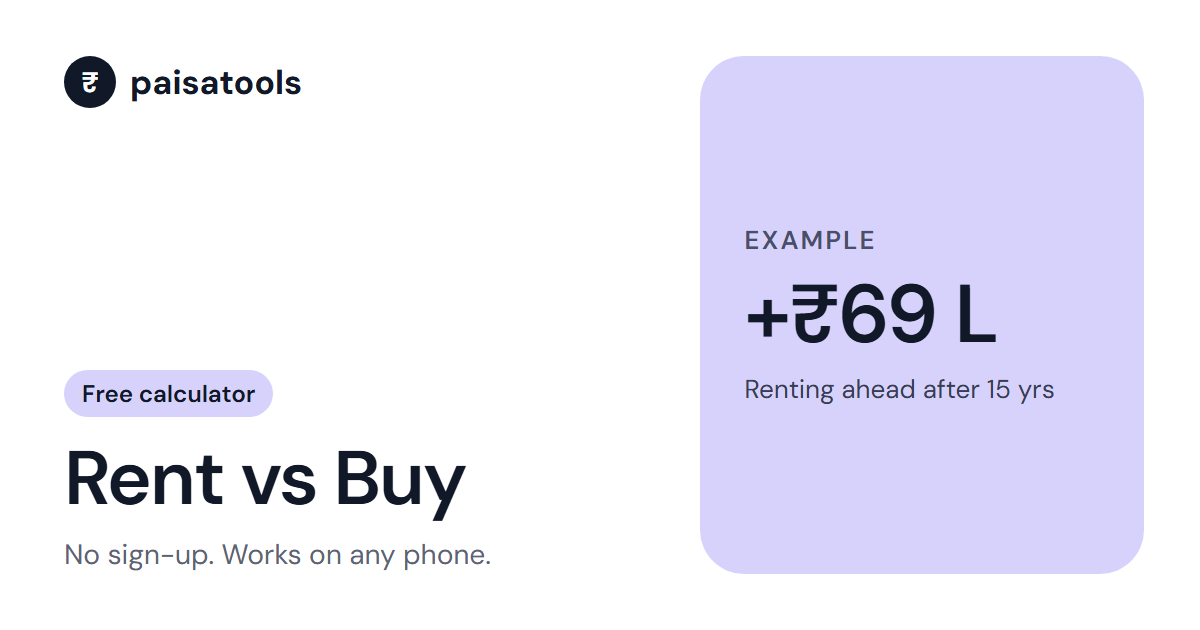 ₹ paisatools
Free calculator
Rent vs Buy
No sign-up. Works on any phone.
EXAMPLE
+₹69 L
Renting ahead after 15 yrs